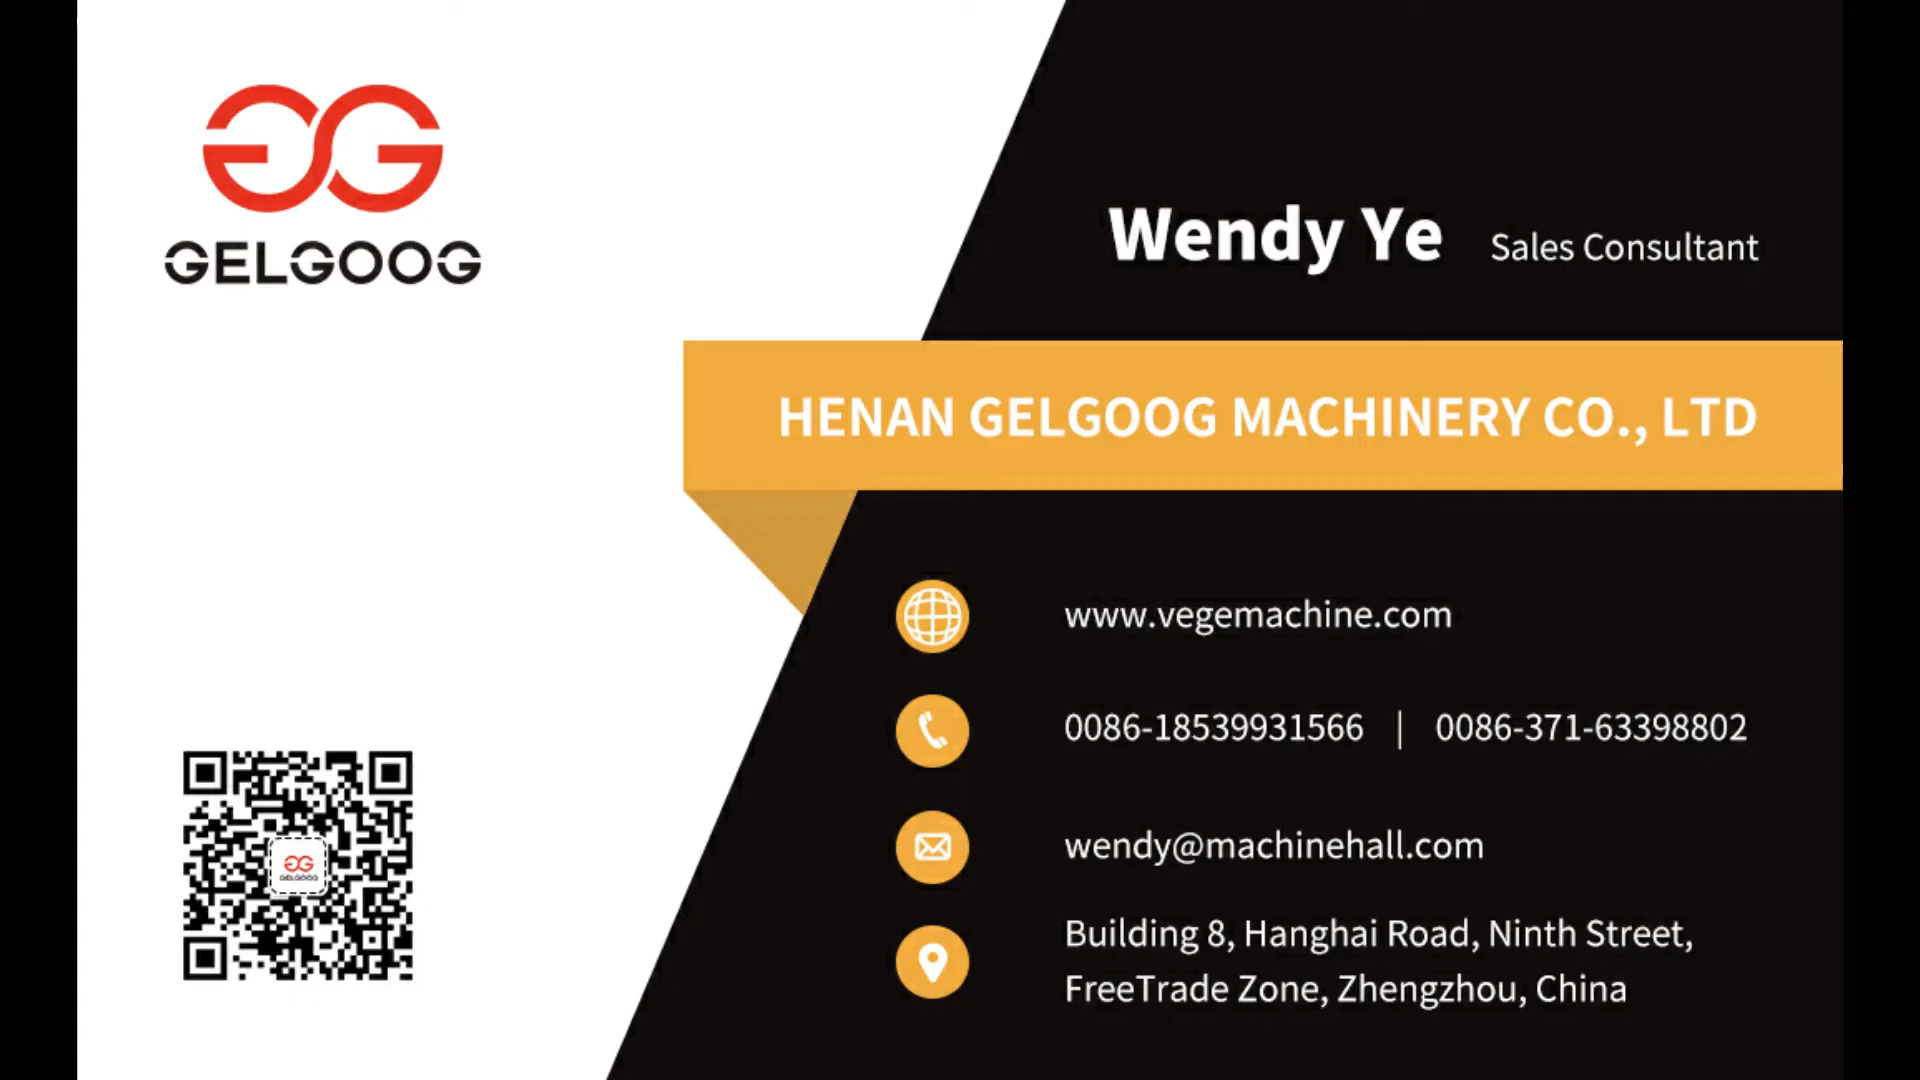 GELGOOG
Wendy Ye Sales Consultant
HENAN GELGOOG MACHINERY CO., LTD
www.vegemachine.com
0086-18539931566 | 0086-371-63398802
wendy@machinehall.com
Building 8, Hanghai Road, Ninth Street,
FreeTrade Zone, Zhengzhou, China
GELGOOG